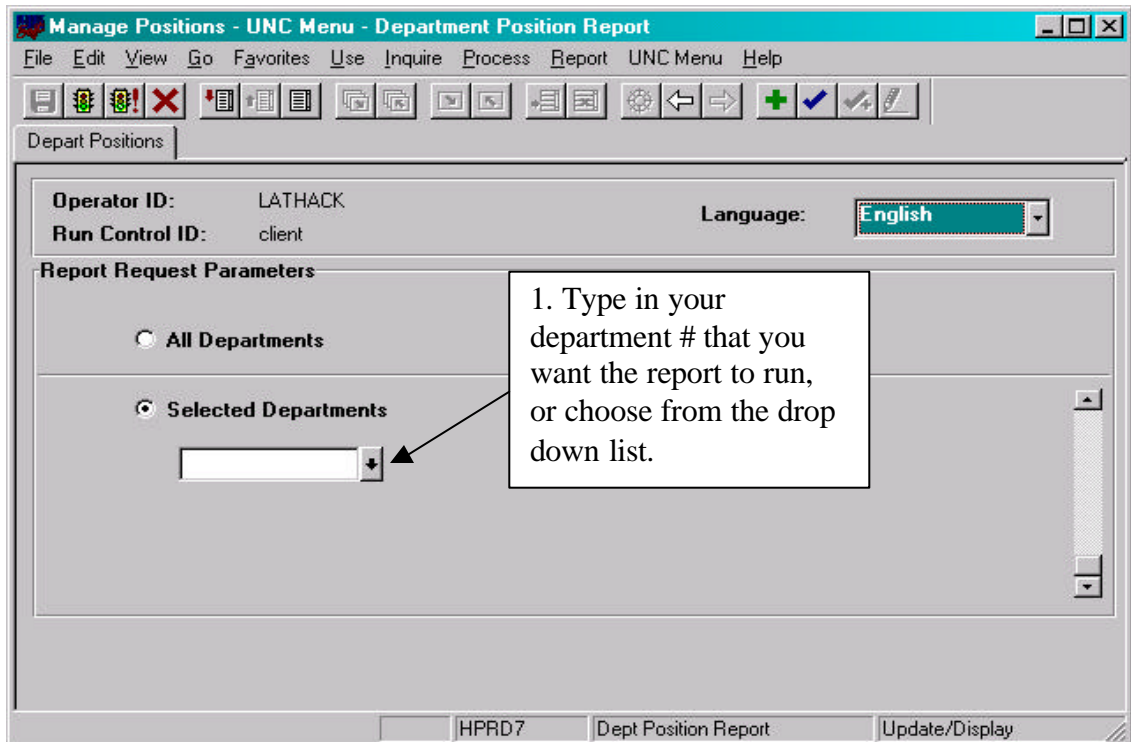 Manage Positions - UNC Menu - Department Position Report
File Edit View Go Favorites Use Inquire Process Report UNC Menu Help
Depart Positions
Operator ID: LATHACK
Language: English
Run Control ID: client
Report Request Parameters
All Departments
1. Type in your
department # that you
want the report to run,
or choose from the drop
down list.
Selected Departments
HPRD7 Dept Position Report Update/Display